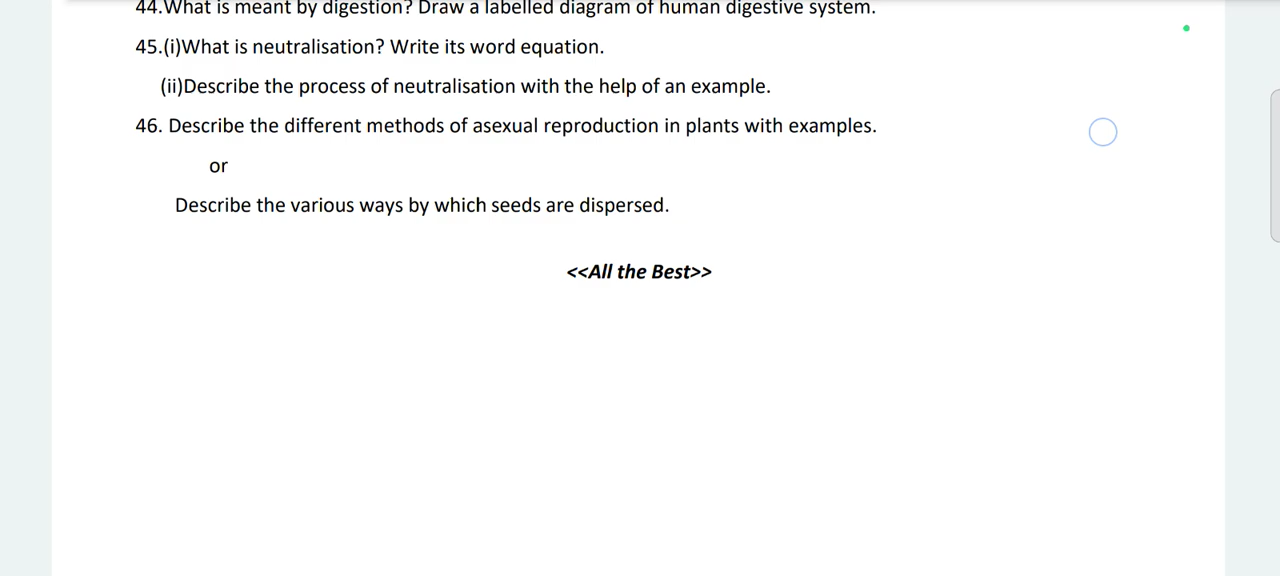 44.What is meant by digestion? Draw a labelled diagram of human digestive system.
45.(i)What is neutralisation? Write its word equation.
(ii)Describe the process of neutralisation with the help of an example.
46. Describe the different methods of asexual reproduction in plants with examples.
or
Describe the various ways by which seeds are dispersed.
<<All the Best>>